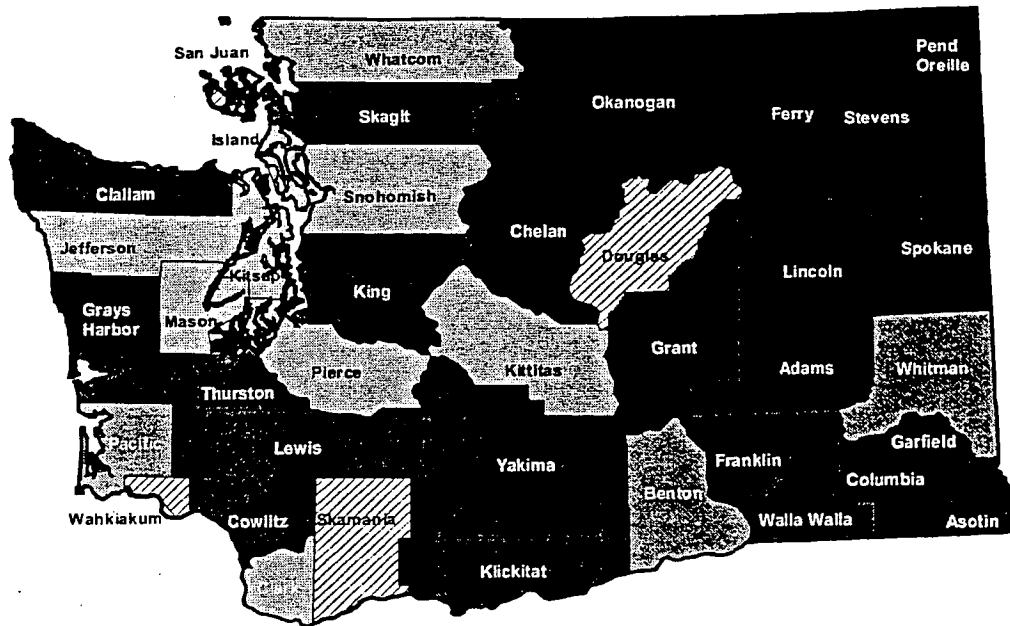 San Juan
Whatcom
Pend
Oreille
Skagit
Okanogan
Ferry
Stevens
Island
Clallam
Snohomish
Chelan
Douglas
Spokane
Jefferson
Kitsap
King
Lincoln
Grays
Harbor
Mason
Grant
Adams
Whitman
Thurston
Pierce
Kittitas
Pacific
Lewis
Yakima
Franklin
Garfield
Benton
Columbia
Wahkiakum
Cowlitz
Skamania
Walla Walla
Asotin
Klickitat